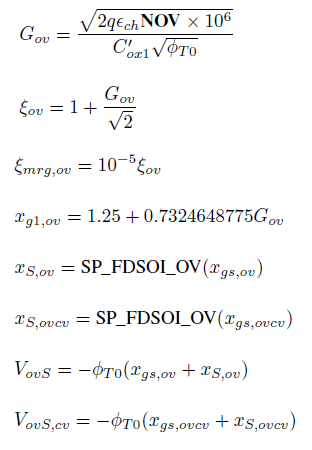 G_{ov} = \frac{\sqrt{2q\epsilon_{ch}\textbf{NOV} \times 10^6}}{C'_{ox1}\sqrt{\phi_{T0}}}
\xi_{ov} = 1 + \frac{G_{ov}}{\sqrt{2}}
\xi_{mrg,ov} = 10^{-5}\xi_{ov}
x_{g1,ov} = 1.25 + 0.7324648775G_{ov}
x_{S,ov} = \textbf{SP\_FDSOI\_OV}(x_{gs,ov})
x_{S,ovcv} = \textbf{SP\_FDSOI\_OV}(x_{gs,ovcv})
V_{ovS} = -\phi_{T0}(x_{gs,ov} + x_{S,ov})
V_{ovS,cv} = -\phi_{T0}(x_{gs,ovcv} + x_{S,ovcv})